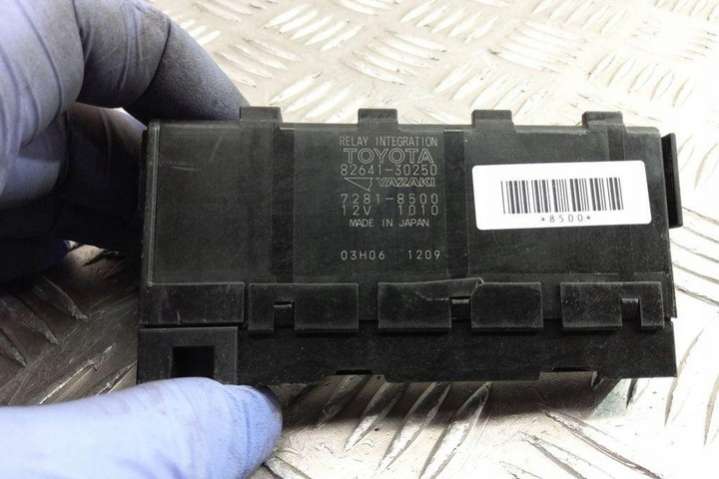 RELAY INTEGRATION
TOYOTA
82641-30250
YAZAKI
7281-8500
12V 1010
MADE IN JAPAN
03H06 1209
*8500*